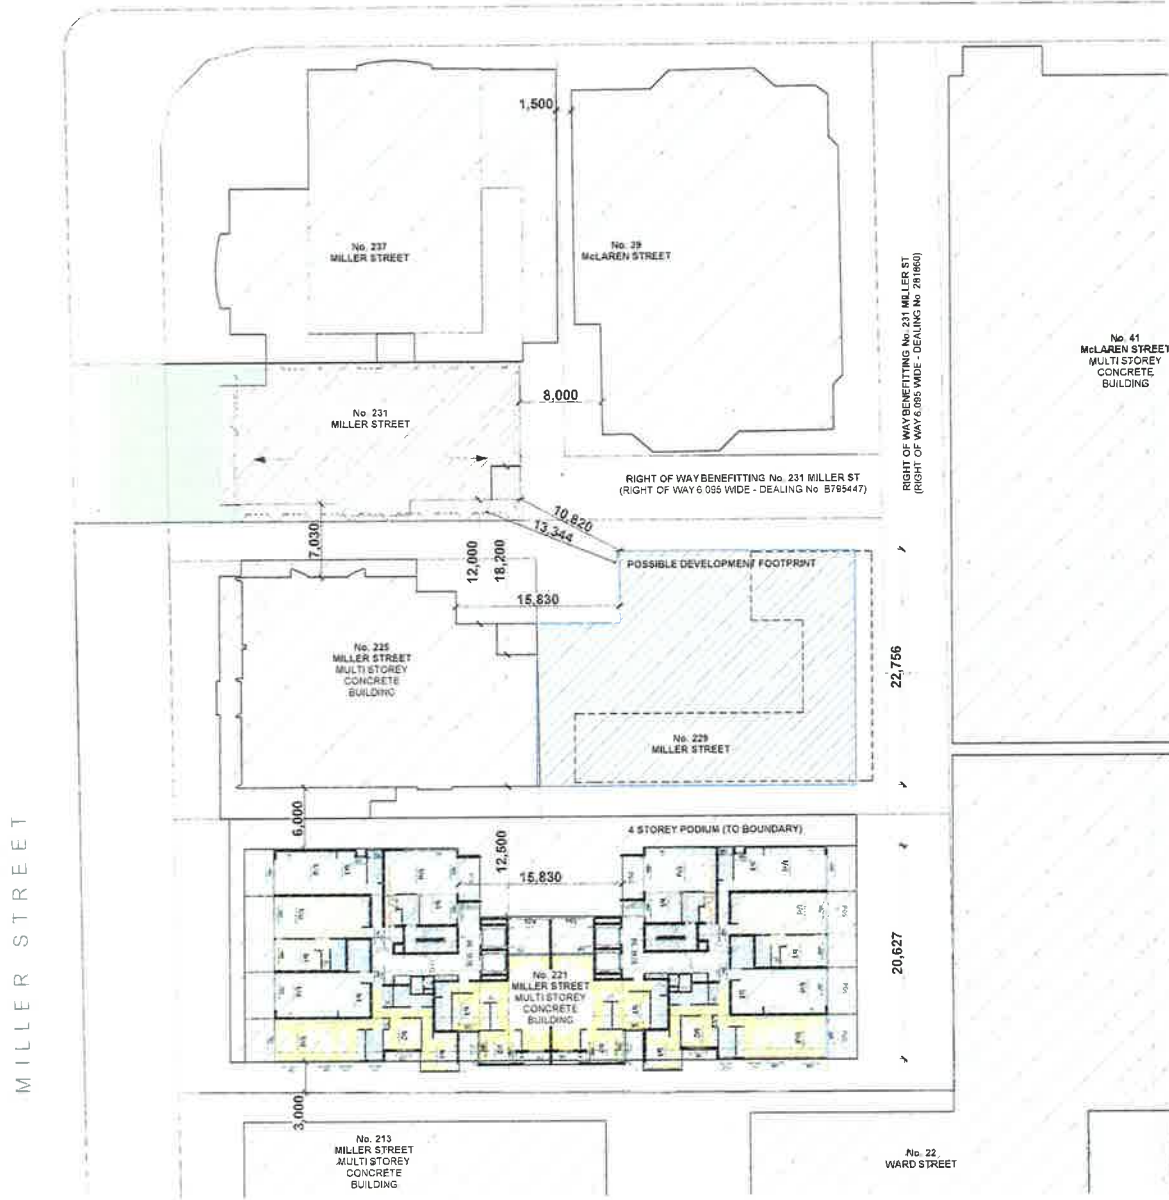 1,500
No. 237
MILLER STREET
No. 39
McLAREN STREET
RIGHT OF WAY BENEFITTING No. 231 MILLER ST
(RIGHT OF WAY 6.095 WIDE - DEALING No. 281860)
No. 41
McLAREN STREET
MULTI STOREY
CONCRETE
BUILDING
8,000
No. 231
MILLER STREET
RIGHT OF WAY BENEFITTING No. 231 MILLER ST
(RIGHT OF WAY 6.095 WIDE - DEALING No. B795447)
10,820
13,344
7,030
12,000
18,200
POSSIBLE DEVELOPMENT FOOTPRINT
15,830
No. 225
MILLER STREET
MULTI STOREY
CONCRETE
BUILDING
22,756
No. 229
MILLER STREET
6,000
4 STOREY PODIUM (TO BOUNDARY)
12,500
15,830
20,627
No. 221
MILLER STREET
MULTI STOREY
CONCRETE
BUILDING
MILLER STREET
3,000
No. 213
MILLER STREET
MULTI STOREY
CONCRETE
BUILDING
No. 22
WARD STREET